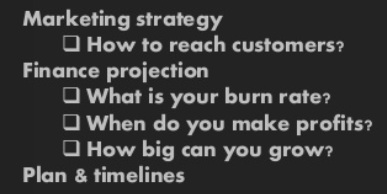 Marketing strategy
❑ How to reach customers?
Finance projection
❑ What is your burn rate?
❑ When do you make profits?
❑ How big can you grow?
Plan & timelines